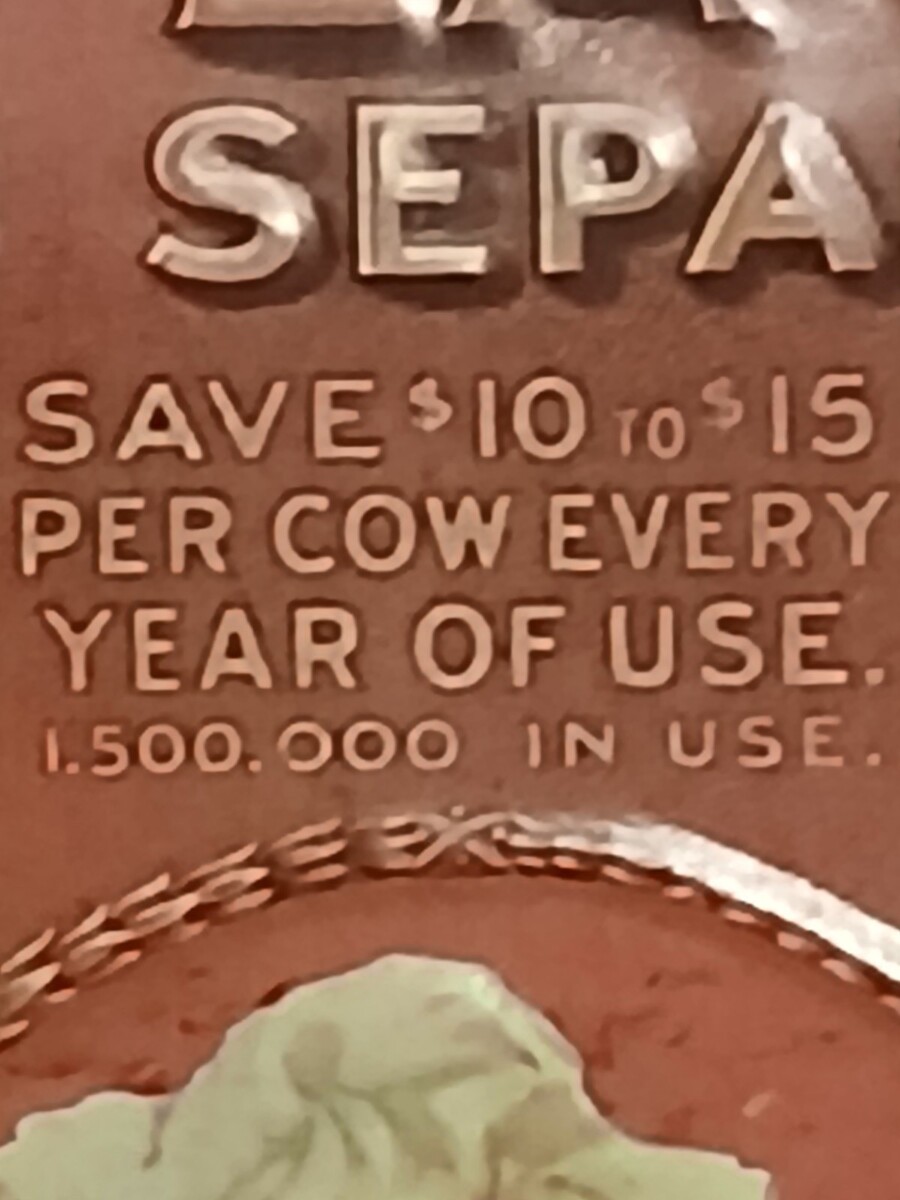 SEPA
SAVE $10 TO $15
PER COW EVERY
YEAR OF USE.
1.500.000 IN USE.